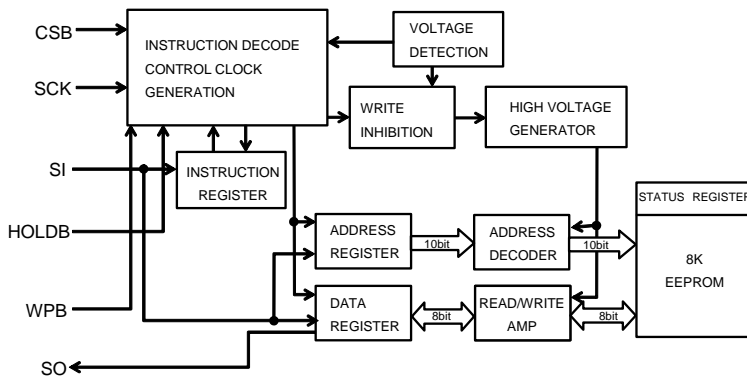 CSB
SCK
SI
HOLDB
WPB
SO
INSTRUCTION DECODE
CONTROL CLOCK
GENERATION
VOLTAGE
DETECTION
WRITE
INHIBITION
HIGH VOLTAGE
GENERATOR
INSTRUCTION
REGISTER
ADDRESS
REGISTER
10bit
ADDRESS
DECODER
10bit
DATA
REGISTER
8bit
READ/WRITE
AMP
8bit
STATUS REGISTER
8K
EEPROM